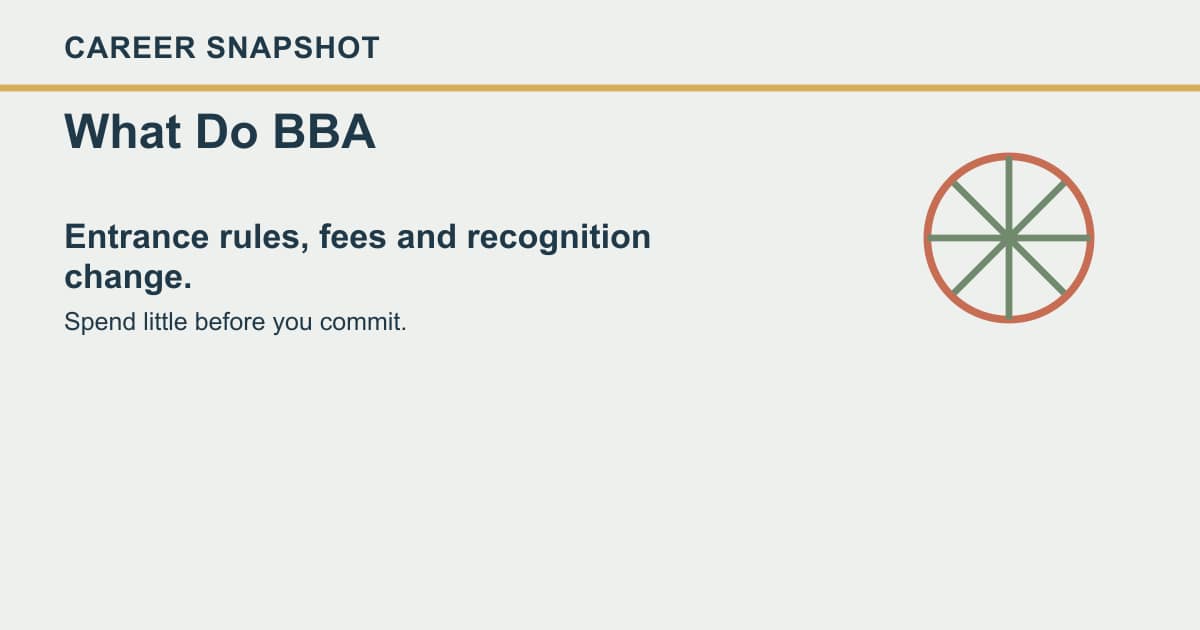 CAREER SNAPSHOT
What Do BBA
Entrance rules, fees and recognition
change.
Spend little before you commit.